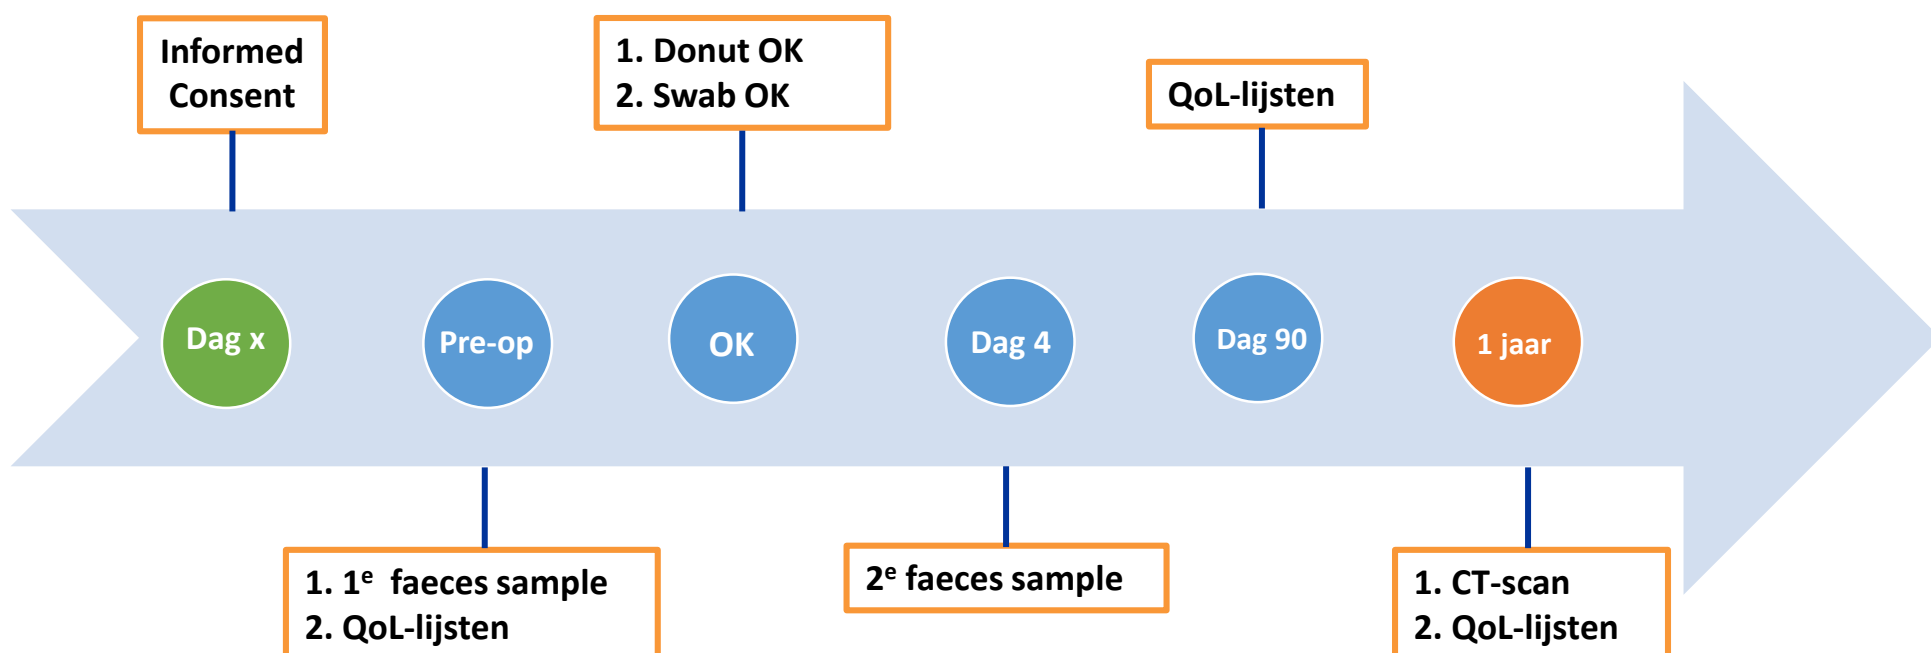 Informed
Consent
1. Donut OK
2. Swab OK
QoL-lijsten
Dag x
Pre-op
OK
Dag 4
Dag 90
1 jaar
1. 1e faeces sample
2. QoL-lijsten
2e faeces sample
1. CT-scan
2. QoL-lijsten